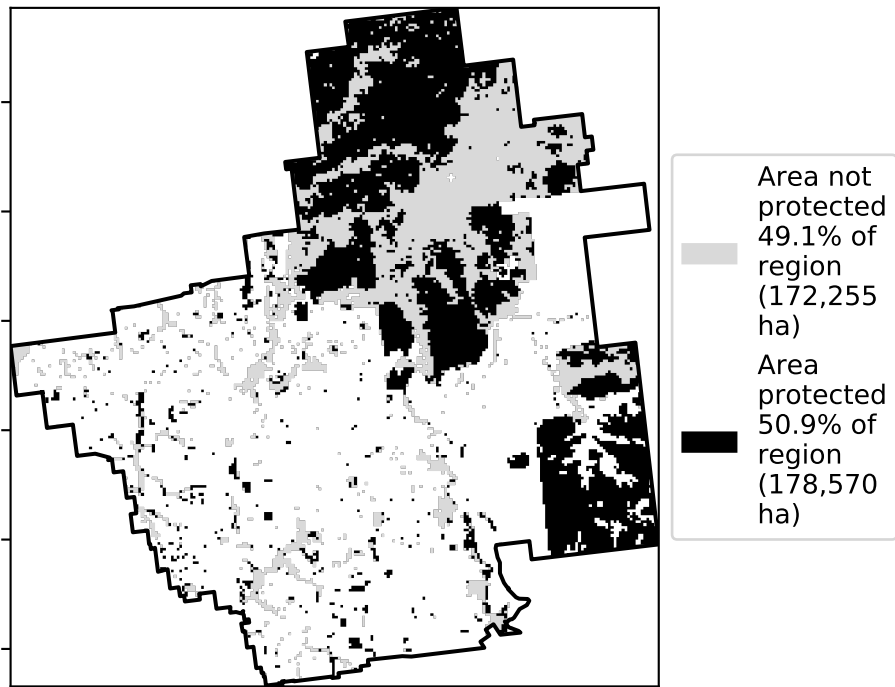 Area not
protected
49.1% of
region
(172,255
ha)
Area
protected
50.9% of
region
(178,570
ha)